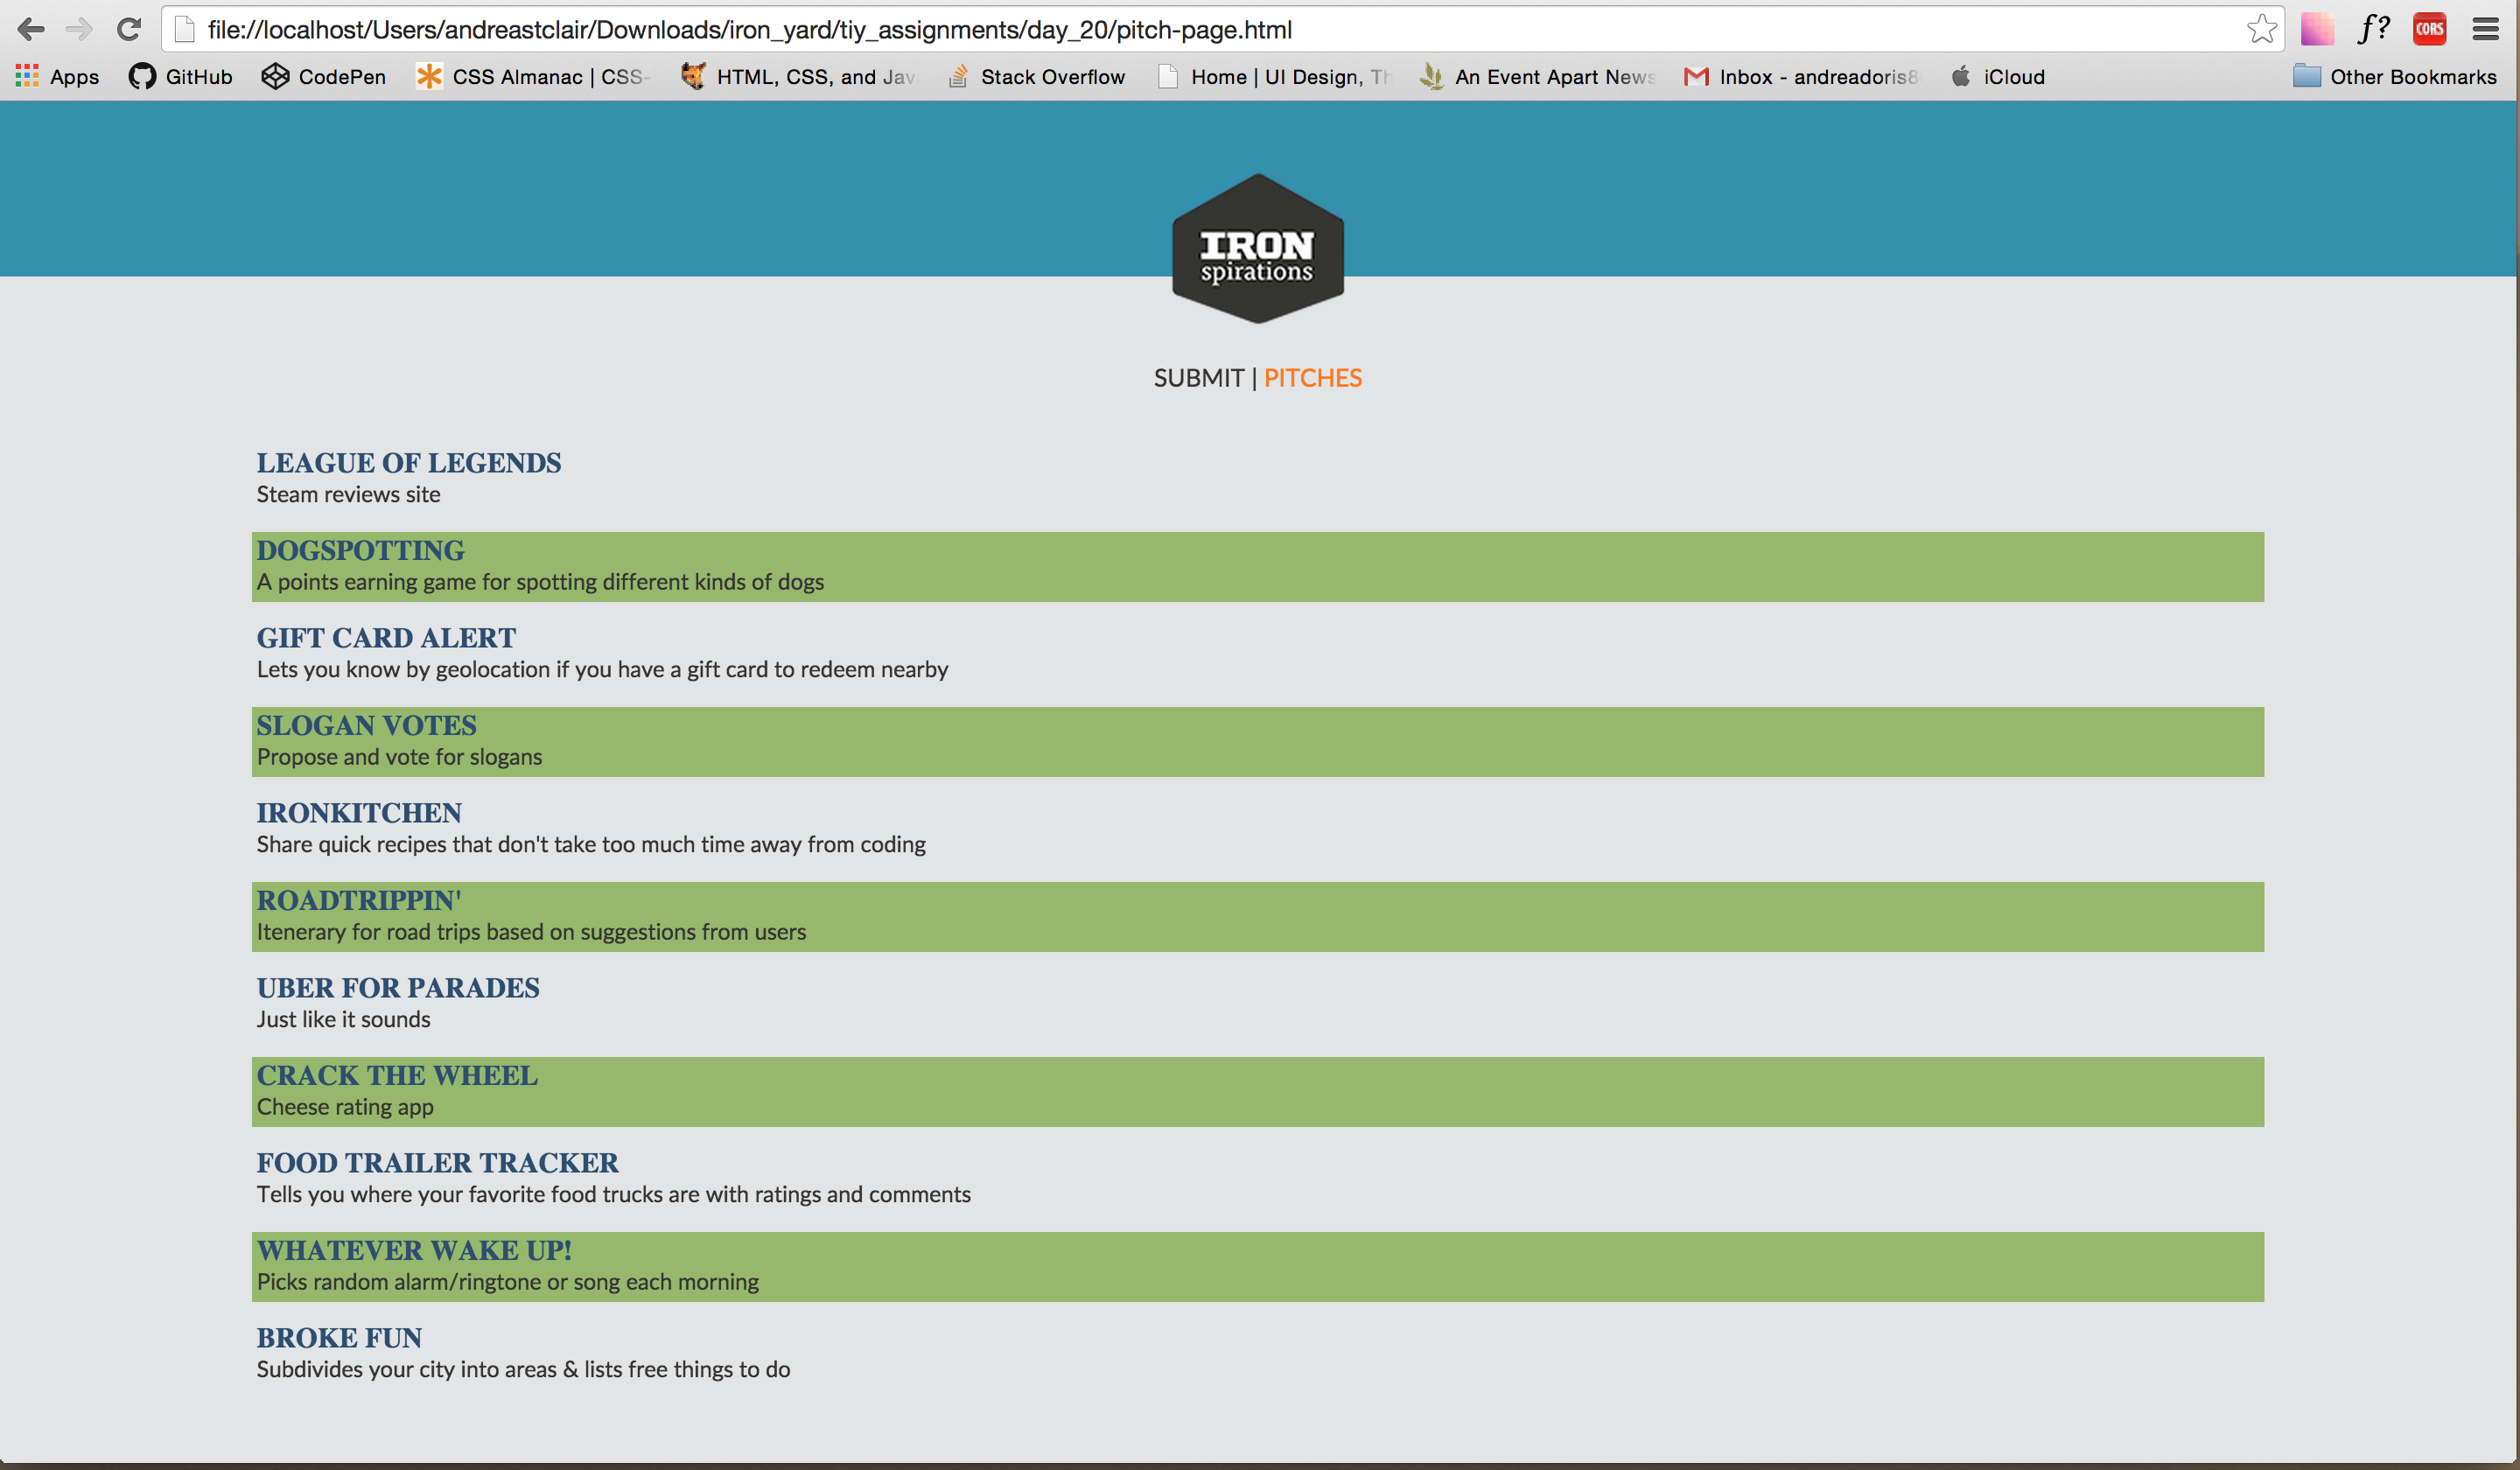 file://localhost/Users/andreastclair/Downloads/iron_yard/tiy_assignments/day_20/pitch-page.html
f?
CORS
Apps GitHub CodePen CSS Almanac | CSS- HTML, CSS, and Jav Stack Overflow Home | UI Design, Th An Event Apart News Inbox - andreadoris8 iCloud Other Bookmarks
IRON
spirations
SUBMIT | PITCHES
LEAGUE OF LEGENDS
Steam reviews site
DOGSPOTTING
A points earning game for spotting different kinds of dogs
GIFT CARD ALERT
Lets you know by geolocation if you have a gift card to redeem nearby
SLOGAN VOTES
Propose and vote for slogans
IRONKITCHEN
Share quick recipes that don't take too much time away from coding
ROADTRIPPIN'
Itenerary for road trips based on suggestions from users
UBER FOR PARADES
Just like it sounds
CRACK THE WHEEL
Cheese rating app
FOOD TRAILER TRACKER
Tells you where your favorite food trucks are with ratings and comments
WHATEVER WAKE UP!
Picks random alarm/ringtone or song each morning
BROKE FUN
Subdivides your city into areas & lists free things to do